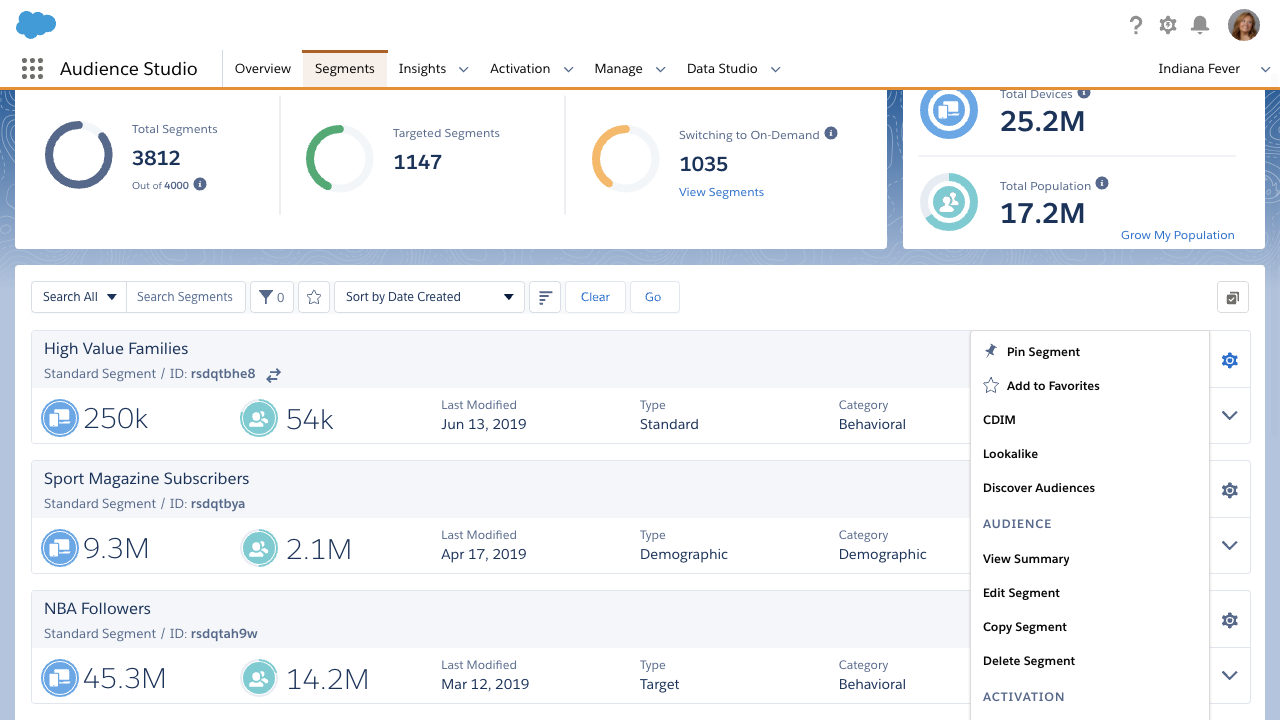 Audience Studio
Overview
Segments
Insights
Activation
Manage
Data Studio
Indiana Fever
Total Segments
3812
Out of 4000
Targeted Segments
1147
Switching to On-Demand
1035
View Segments
Total Devices
25.2M
Total Population
17.2M
Grow My Population
Search All
Search Segments
0
Sort by Date Created
Clear
Go
High Value Families
Standard Segment / ID: rsdqtbhe8
250k
54k
Last Modified
Jun 13, 2019
Type
Standard
Category
Behavioral
Sport Magazine Subscribers
Standard Segment / ID: rsdqtbya
9.3M
2.1M
Last Modified
Apr 17, 2019
Type
Demographic
Category
Demographic
NBA Followers
Standard Segment / ID: rsdqtah9w
45.3M
14.2M
Last Modified
Mar 12, 2019
Type
Target
Category
Behavioral
Pin Segment
Add to Favorites
CDIM
Lookalike
Discover Audiences
AUDIENCE
View Summary
Edit Segment
Copy Segment
Delete Segment
ACTIVATION